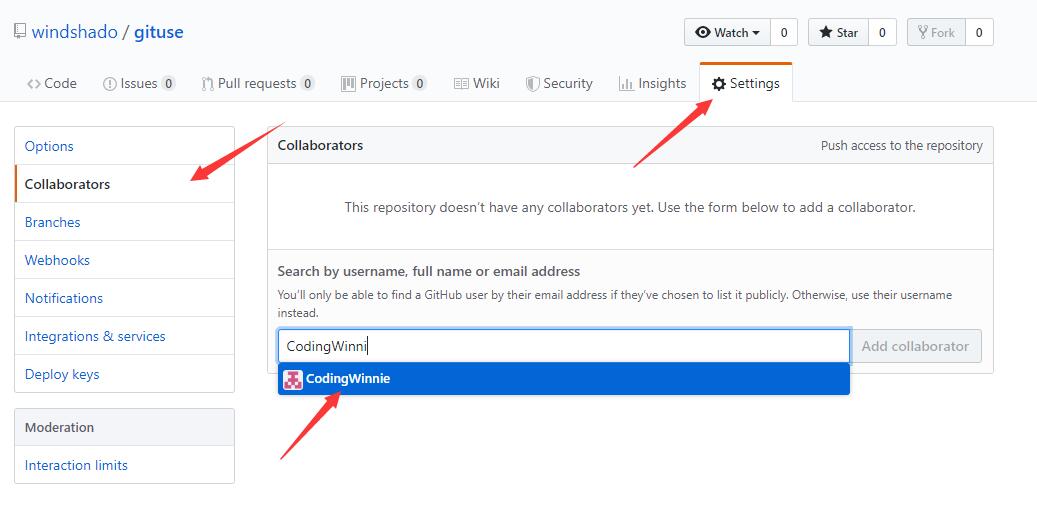 windshado / gituse
Watch 0 Star 0 Fork 0
Code Issues 0 Pull requests 0 Projects 0 Wiki Security Insights Settings
Options
Collaborators
Branches
Webhooks
Notifications
Integrations & services
Deploy keys
Moderation
Interaction limits
Collaborators Push access to the repository
This repository doesn't have any collaborators yet. Use the form below to add a collaborator.
Search by username, full name or email address
You'll only be able to find a GitHub user by their email address if they've chosen to list it publicly. Otherwise, use their username
instead.
CodingWinni Add collaborator
CodingWinnie